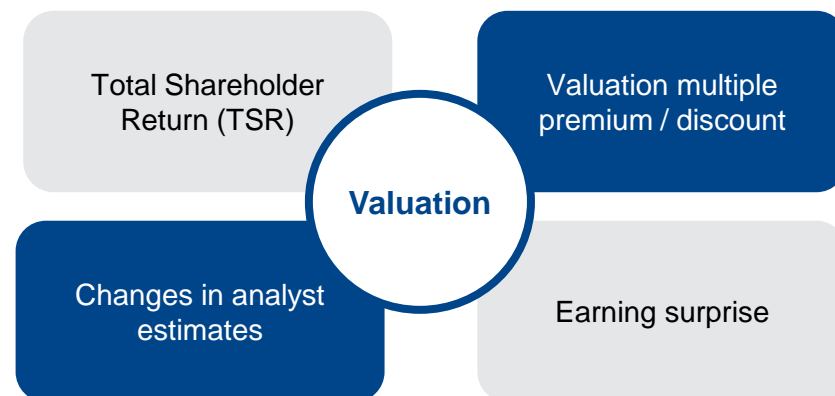 Total Shareholder
Return (TSR)
Valuation multiple
premium / discount
Valuation
Changes in analyst
estimates
Earning surprise